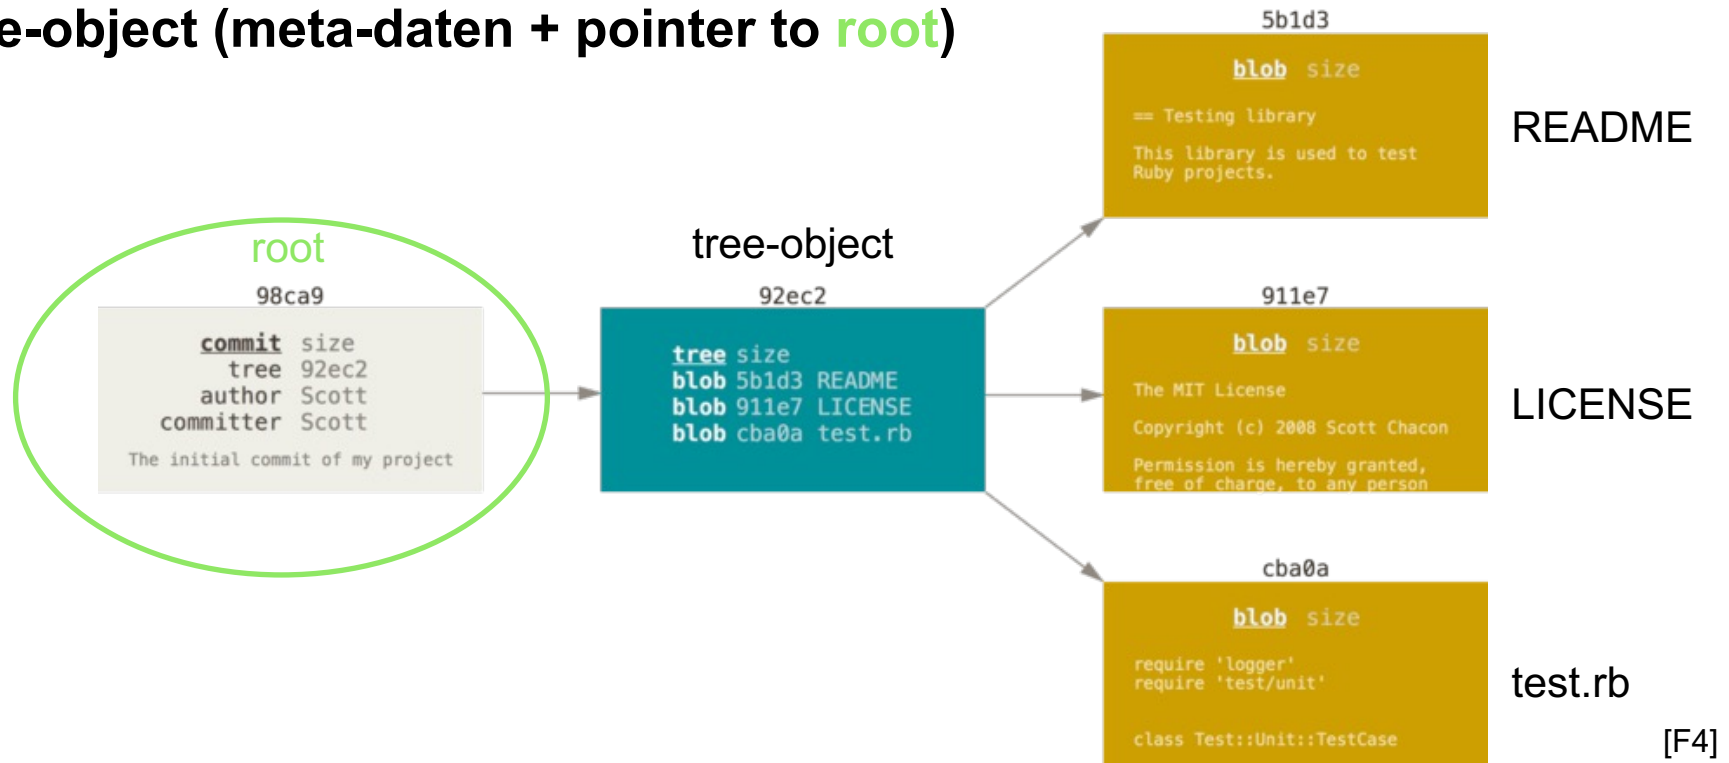 e-object (meta-daten + pointer to root)
root
98ca9
commit size
tree 92ec2
author Scott
committer Scott
The initial commit of my project
tree-object
92ec2
tree size
blob 5b1d3 README
blob 911e7 LICENSE
blob cba0a test.rb
5b1d3
blob size
== Testing library
This library is used to test
Ruby projects.
README
911e7
blob size
The MIT License
Copyright (c) 2008 Scott Chacon
Permission is hereby granted,
free of charge, to any person
LICENSE
cba0a
blob size
require 'logger'
require 'test/unit'
class Test::Unit::TestCase
test.rb
[F4]